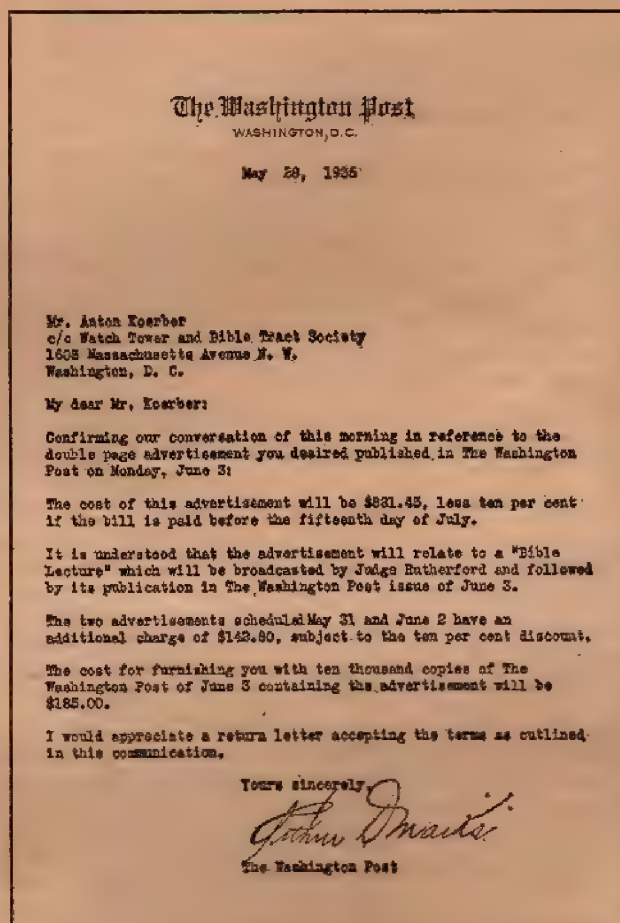 The Washington Post
WASHINGTON, D.C.
May 28, 1935
Mr. Anton Koerber
c/o Watch Tower and Bible Tract Society
Massachusetts Avenue N. W.
Washington, D. C.
My dear Mr. Koerber:
Confirming our conversation of this morning in reference to the
double page advertisement you desired published in The Washington
Post on Monday, June 3:
The cost of this advertisement will be less ten per cent
if the bill is paid before the fifteenth day of July.
It is understood that the advertisement will relate to a "Bible
Lecture" which will be broadcasted by Judge Rutherford and followed
by its publication in The Washington Post issue of June 3.
The two advertisements scheduled May 31 and June 2 have an
additional charge of subject to the ten per cent discount.
The cost for furnishing you with ten thousand copies of The
Washington Post of June 3 containing the advertisement will be
$185.00.
I would appreciate a return letter accepting the terms as outlined
in this communication.
Yours sincerely,
Arthur D Marks
The Washington Post